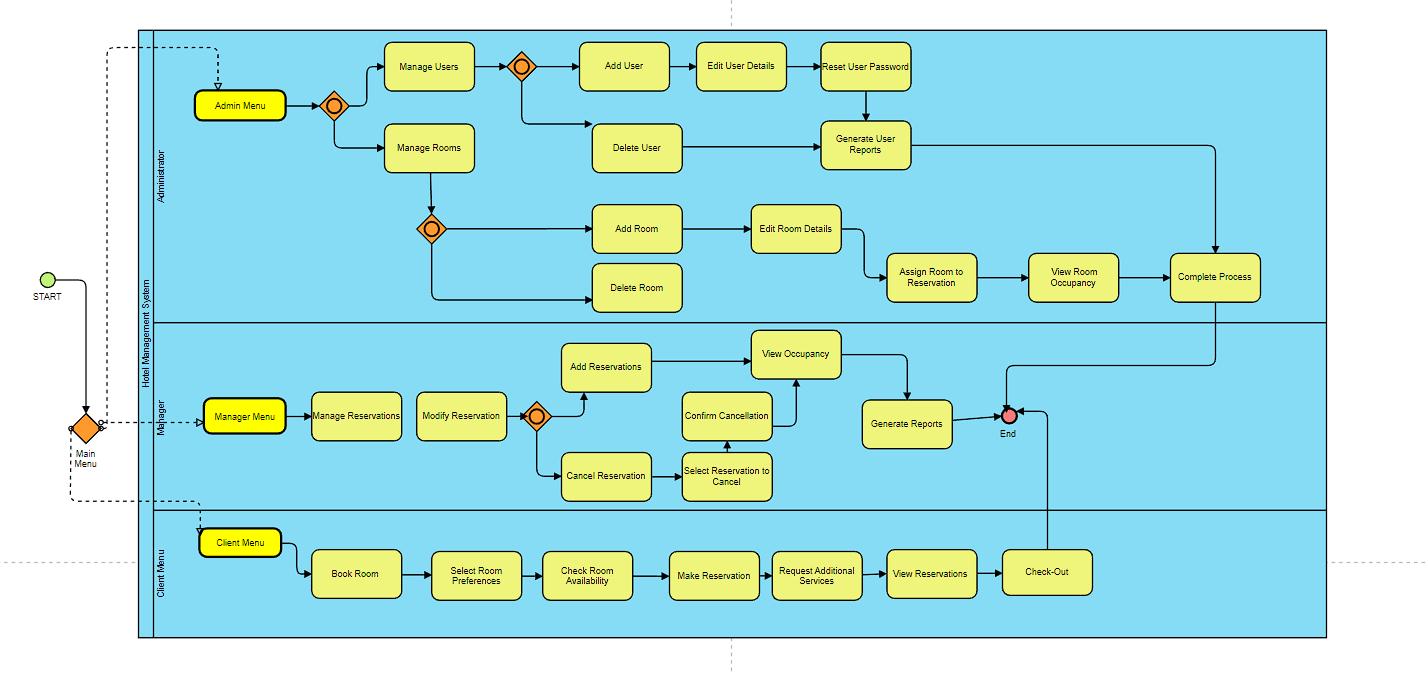 Manage Users
Add User
Edit User Details
Reset User Password
Admin Menu
Manage Rooms
Delete User
Generate User
Reports
Administrator
Add Room
Edit Room Details
Assign Room to
Reservation
View Room
Occupancy
Complete Process
Delete Room
START
Hotel Management System
Main
Menu
Manager
Manager Menu
Manage Reservations
Modify Reservation
Add Reservations
View Occupancy
Confirm Cancellation
Generate Reports
End
Cancel Reservation
Select Reservation to
Cancel
Client Menu
Client Menu
Book Room
Select Room
Preferences
Check Room
Availability
Make Reservation
Request Additional
Services
View Reservations
Check-Out